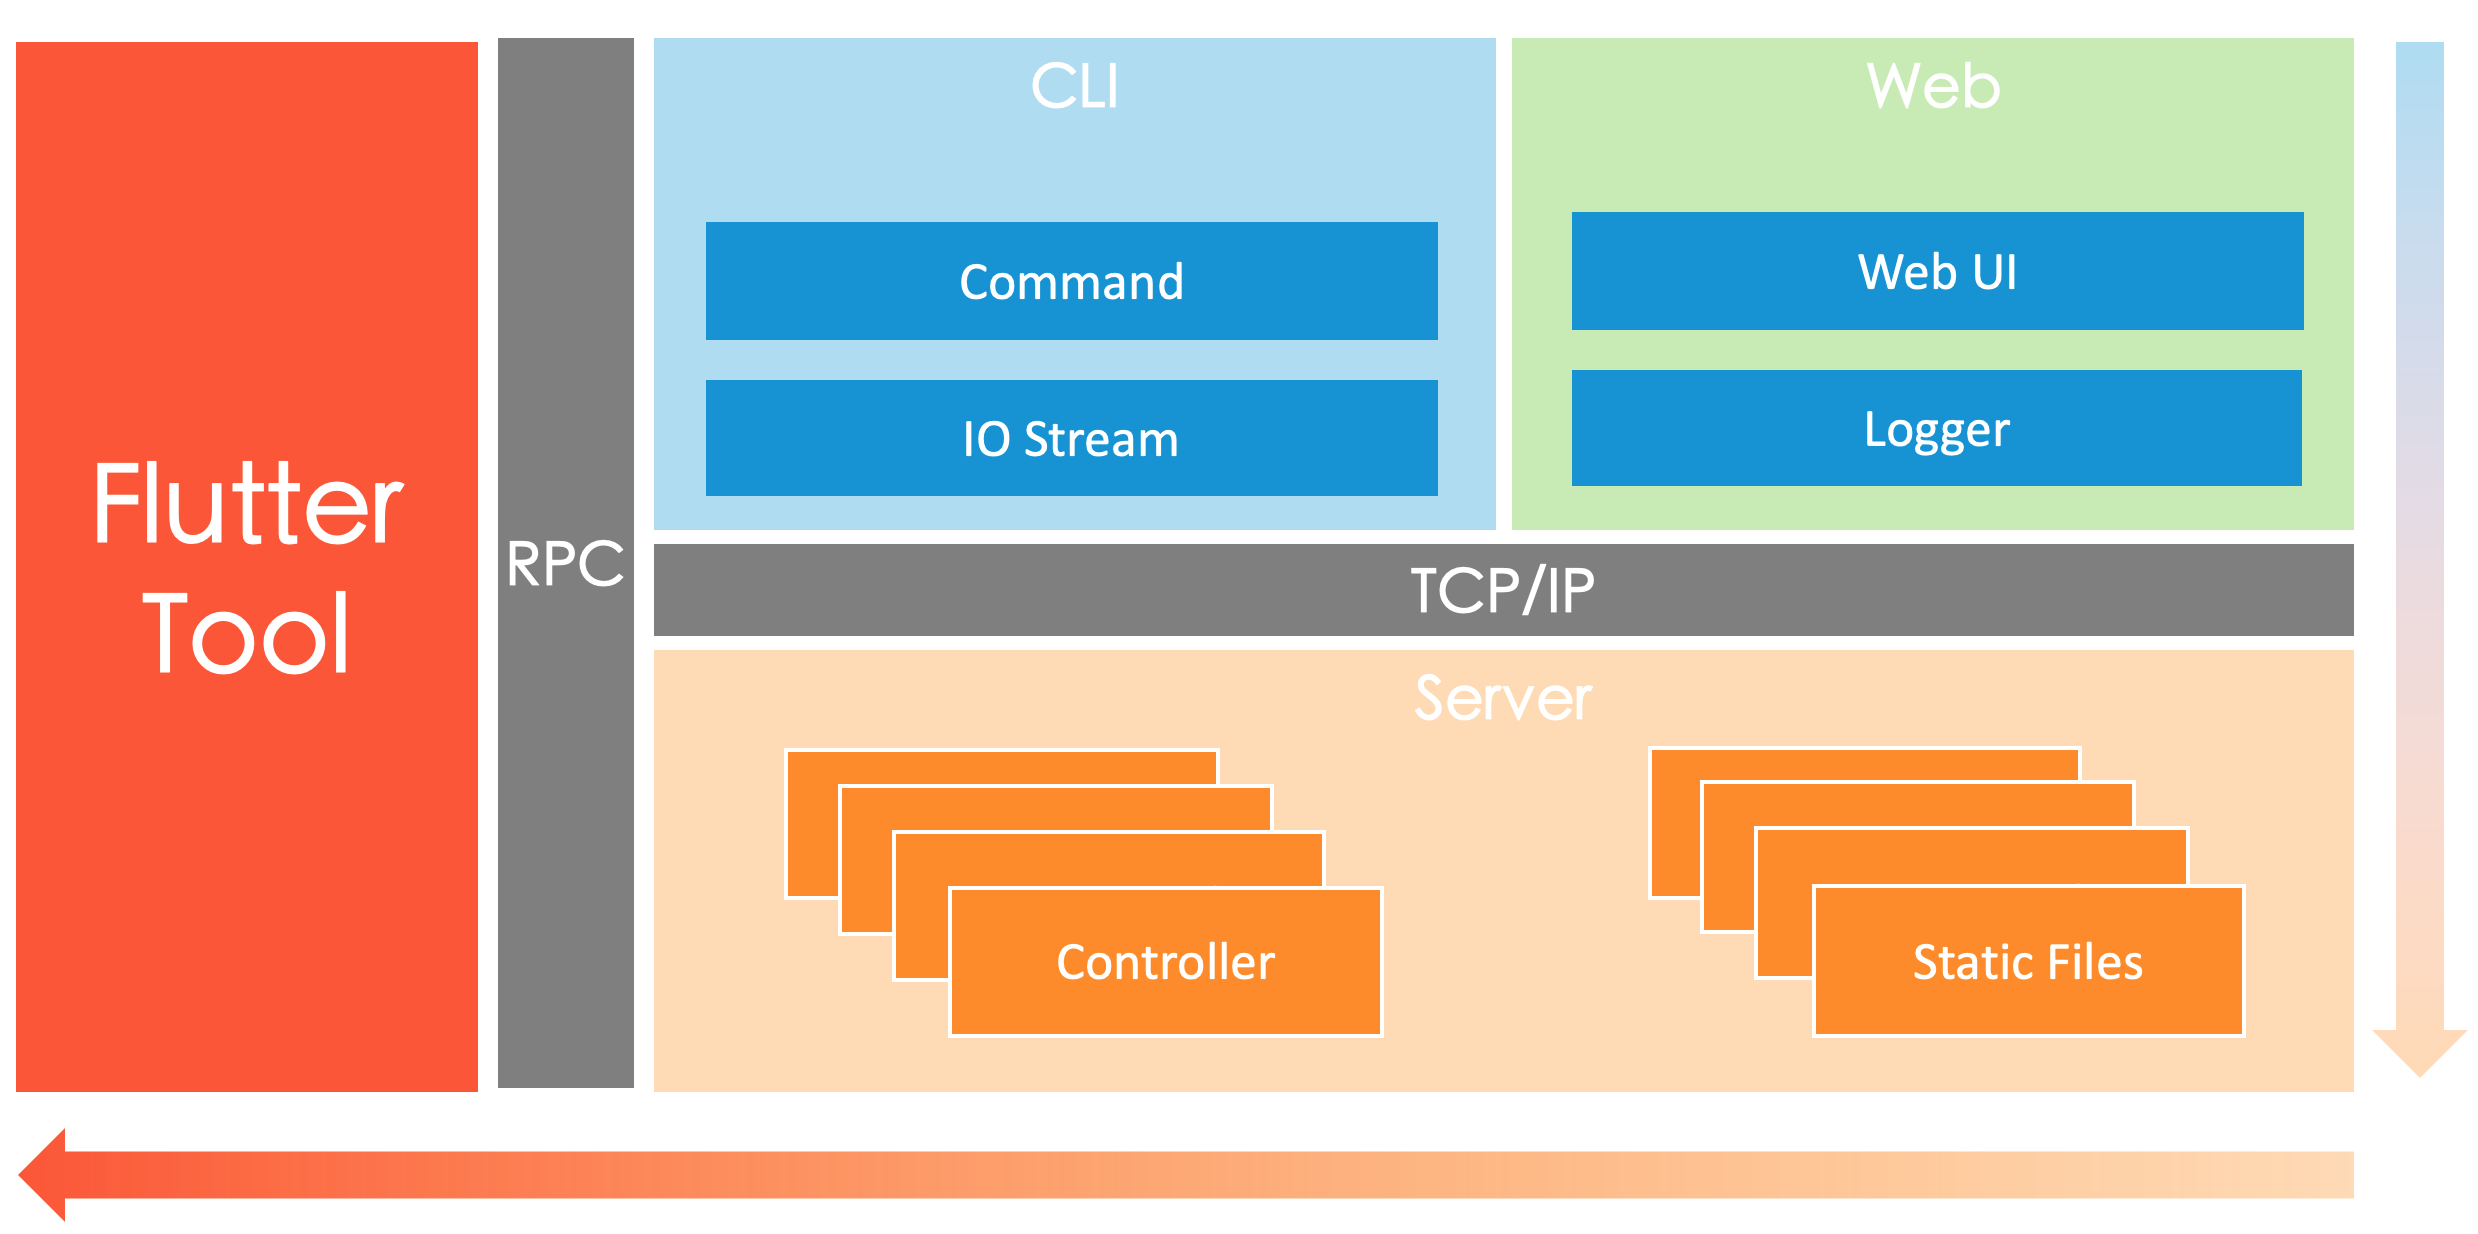 Flutter
Tool
RPC
CLI
Command
IO Stream
Web
Web UI
Logger
TCP/IP
Server
Controller
Static Files